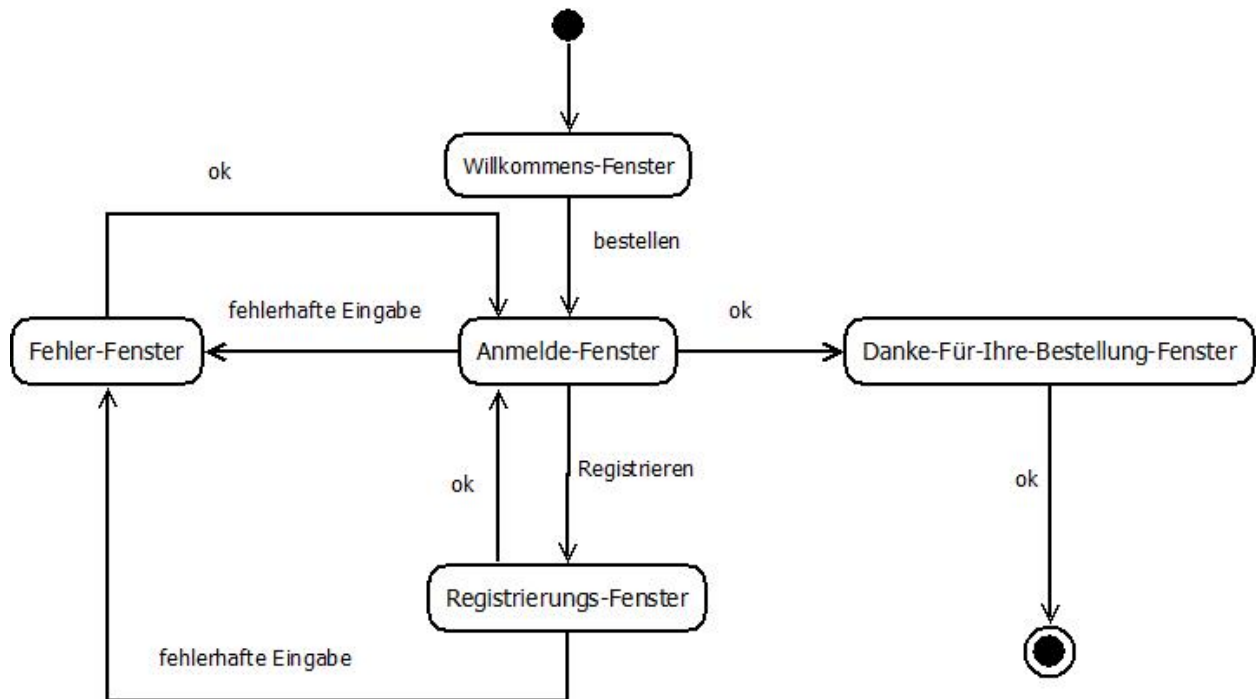 Willkommens-Fenster
ok
bestellen
fehlerhafte Eingabe
ok
Fehler-Fenster
Anmelde-Fenster
Danke-Für-Ihre-Bestellung-Fenster
Registrieren
ok
ok
Registrierungs-Fenster
fehlerhafte Eingabe